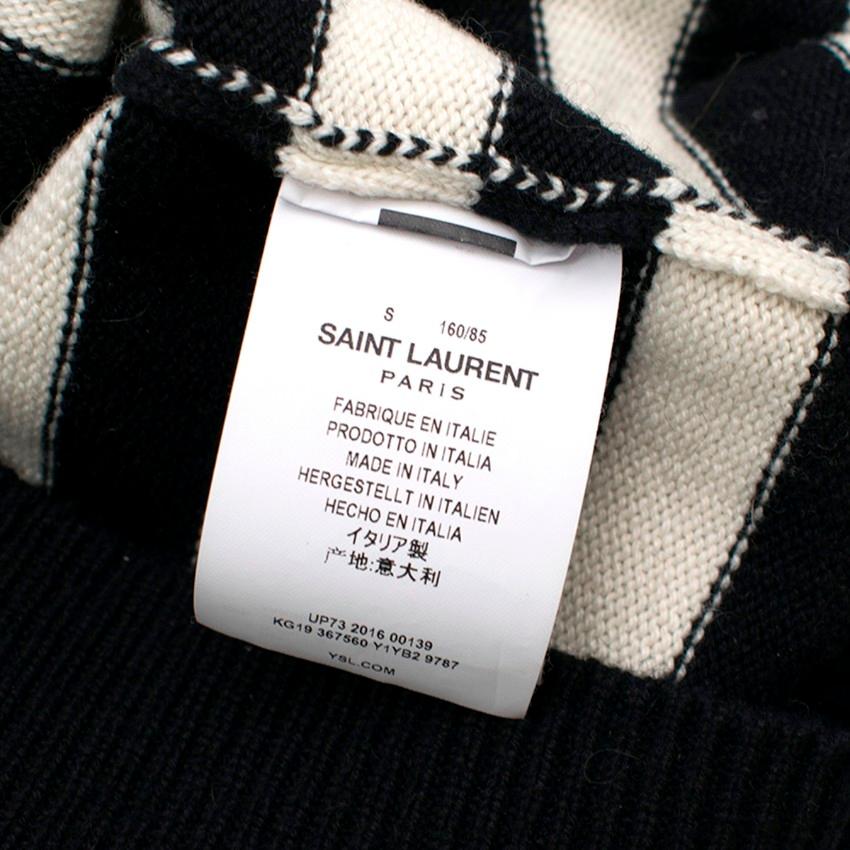 S 160/85
SAINT LAURENT
PARIS
FABRIQUE EN ITALIE
PRODOTTO IN ITALIA
MADE IN ITALY
HERGESTELLT IN ITALIEN
HECHO EN ITALIA
イタリア製
产地:意大利
UP73 2016 00139
KG19 367560 Y1YB2 9787
YSL.COM